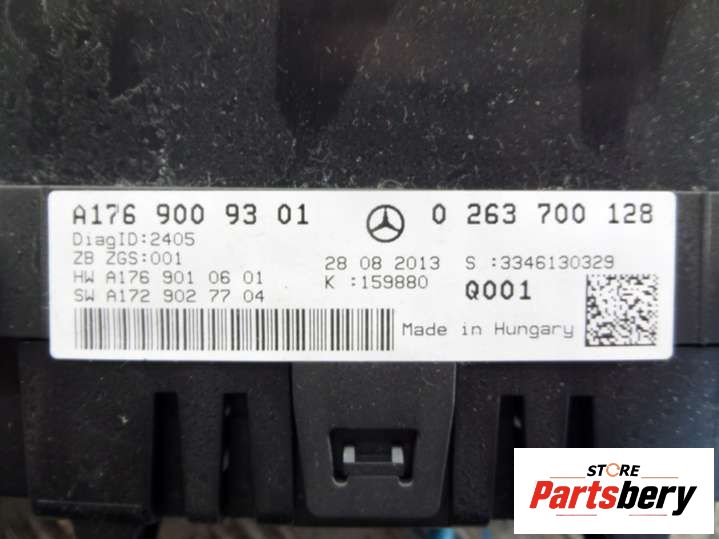 A176 900 93 01 0 263 700 128
DiagID:2405
ZB ZGS:001 28 08 2013 S :3346130329
HW A176 901 06 01 K :159880 Q001
SW A172 902 77 04
Made in Hungary
STORE
Partsbery